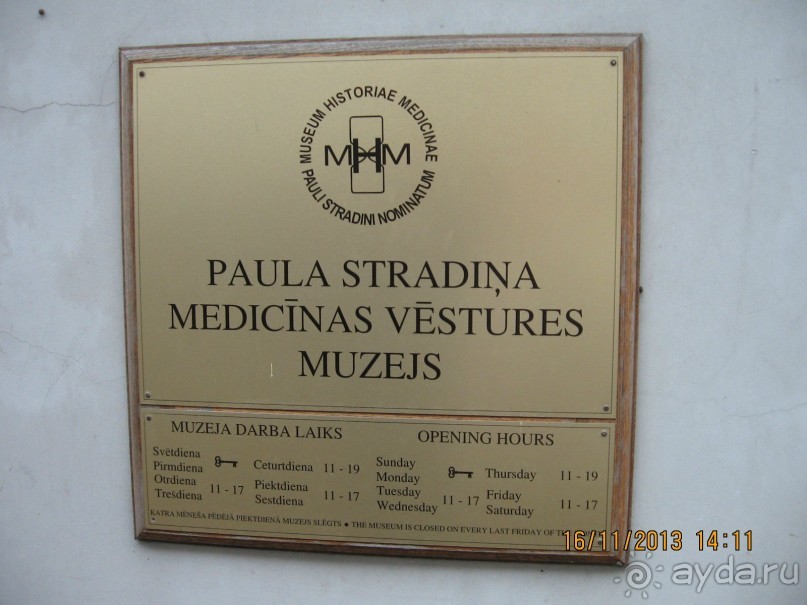 MUSEUM HISTORIAE MEDICINAE
PAULI STRADINI NOMINATUM
MHM
PAULA STRADIŅA
MEDICĪNAS VĒSTURES
MUZEJS
MUZEJA DARBA LAIKS
Svētdiena
Pirmdiena
Otrdiena
Trešdiena
11 - 17
Ceturtdiena 11 - 19
Piektdiena
Sestdiena
11 - 17
OPENING HOURS
Sunday
Monday
Tuesday
Wednesday
11 - 17
Thursday 11 - 19
Friday
Saturday
11 - 17
KATRA MĒNEŠA PĒDĒJĀ PIEKTDIENĀ MUZEJS SLĒGTS • THE MUSEUM IS CLOSED ON EVERY LAST FRIDAY OF
16/11/2013 14:11
ayda.ru